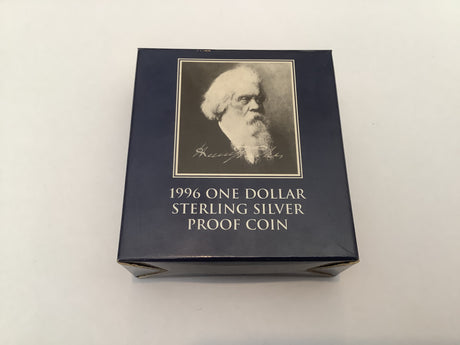 1996 ONE DOLLAR
STERLING SILVER
PROOF COIN